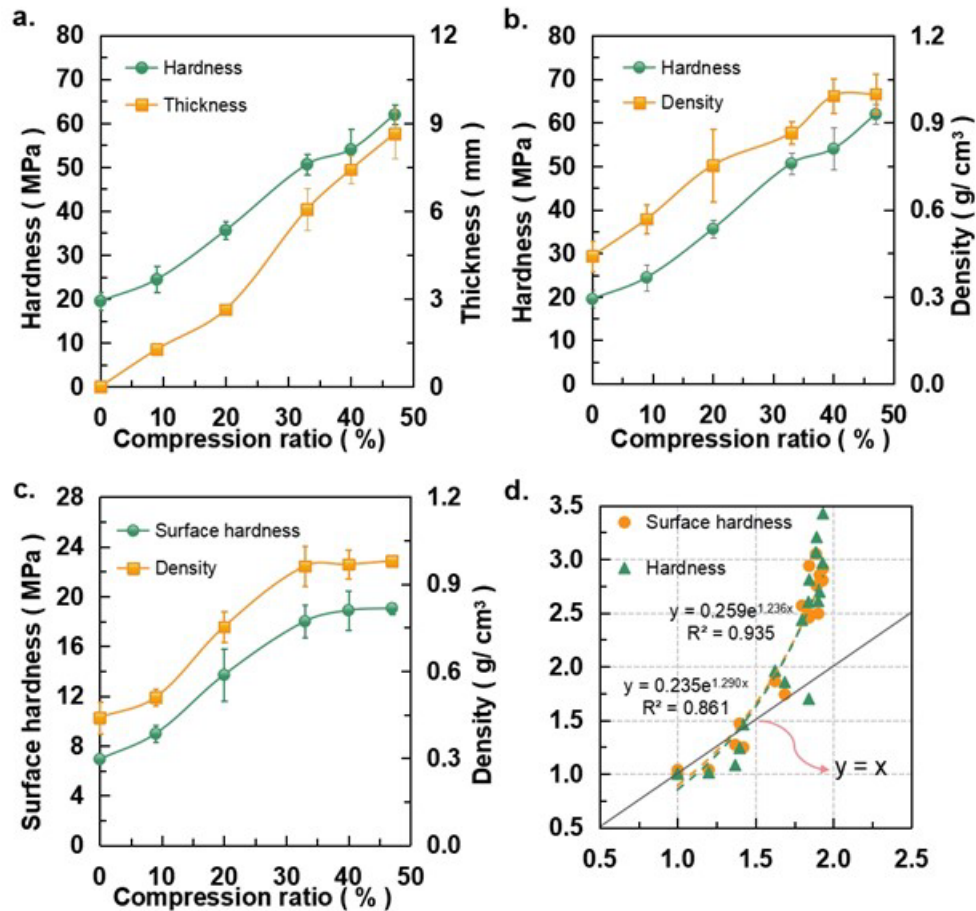 a.
80
70
60
50
40
30
20
10
0
Hardness ( MPa)
Hardness
Thickness
12
9
6
3
0
Thickness ( mm)
0 10 20 30 40 50
Compression ratio ( %)
b.
80
70
60
50
40
30
20
10
0
Hardness ( MPa)
Hardness
Density
1.2
0.9
0.6
0.3
0.0
Density ( g/ cm³)
0 10 20 30 40 50
Compression ratio ( %)
c.
28
24
20
16
12
8
4
0
Surface hardness ( MPa)
Surface hardness
Density
1.2
0.9
0.6
0.3
0.0
Density ( g/ cm³)
0 10 20 30 40 50
Compression ratio ( %)
d.
3.5
3.0
2.5
2.0
1.5
1.0
0.5
Surface hardness
Hardness
y = 0.259e^1.236x
R² = 0.935
y = 0.235e^1.290x
R² = 0.861
y = x
0.5 1.0 1.5 2.0 2.5